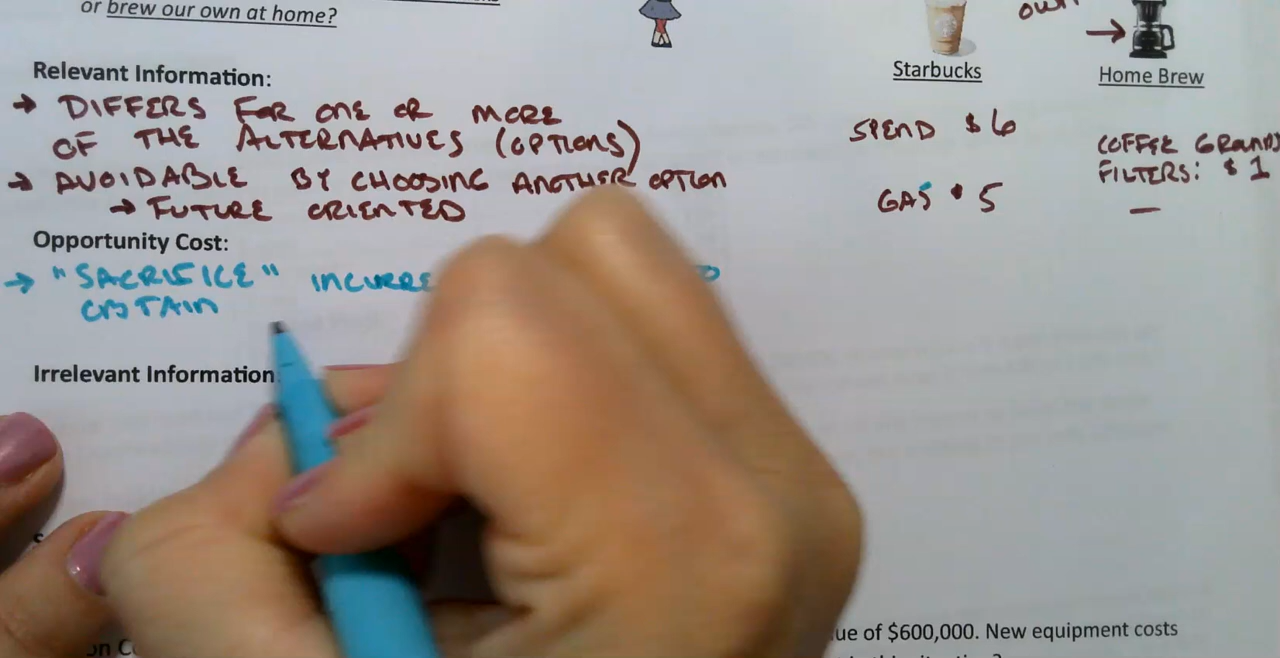 or brew our own at home?
own
Starbucks
Home Brew
Relevant Information:
→ DIFFERS FOR ONE OR MORE
OF THE ALTERNATIVES (OPTIONS)
→ AVOIDABLE BY CHOOSING ANOTHER OPTION
→ FUTURE ORIENTED
SPEND $6
COFFEE GROUNDS
FILTERS: $1
GAS $5
—
Opportunity Cost:
→ "SACRIFICE" INCURRE
OBTAIN
Irrelevant Information:
ue of $600,000. New equipment costs